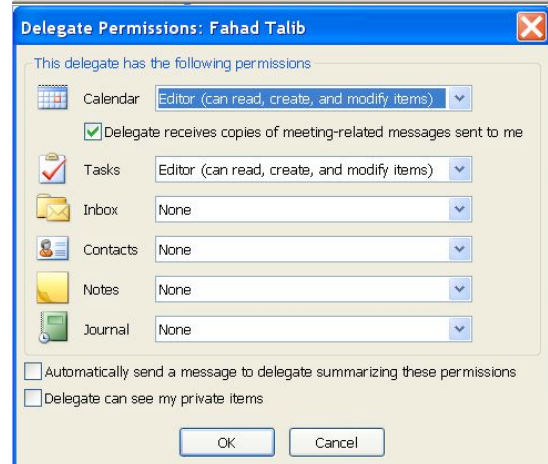 Delegate Permissions: Fahad Talib
This delegate has the following permissions
Calendar Editor (can read, create, and modify items)
Delegate receives copies of meeting-related messages sent to me
Tasks Editor (can read, create, and modify items)
Inbox None
Contacts None
Notes None
Journal None
Automatically send a message to delegate summarizing these permissions
Delegate can see my private items
OK Cancel